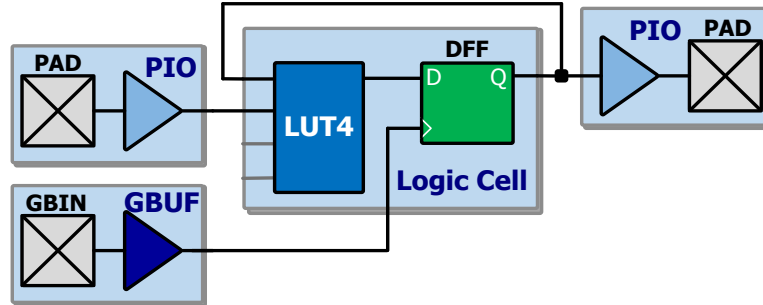 PAD
PIO
DFF
D
Q
LUT4
Logic Cell
PIO
PAD
GBIN
GBUF